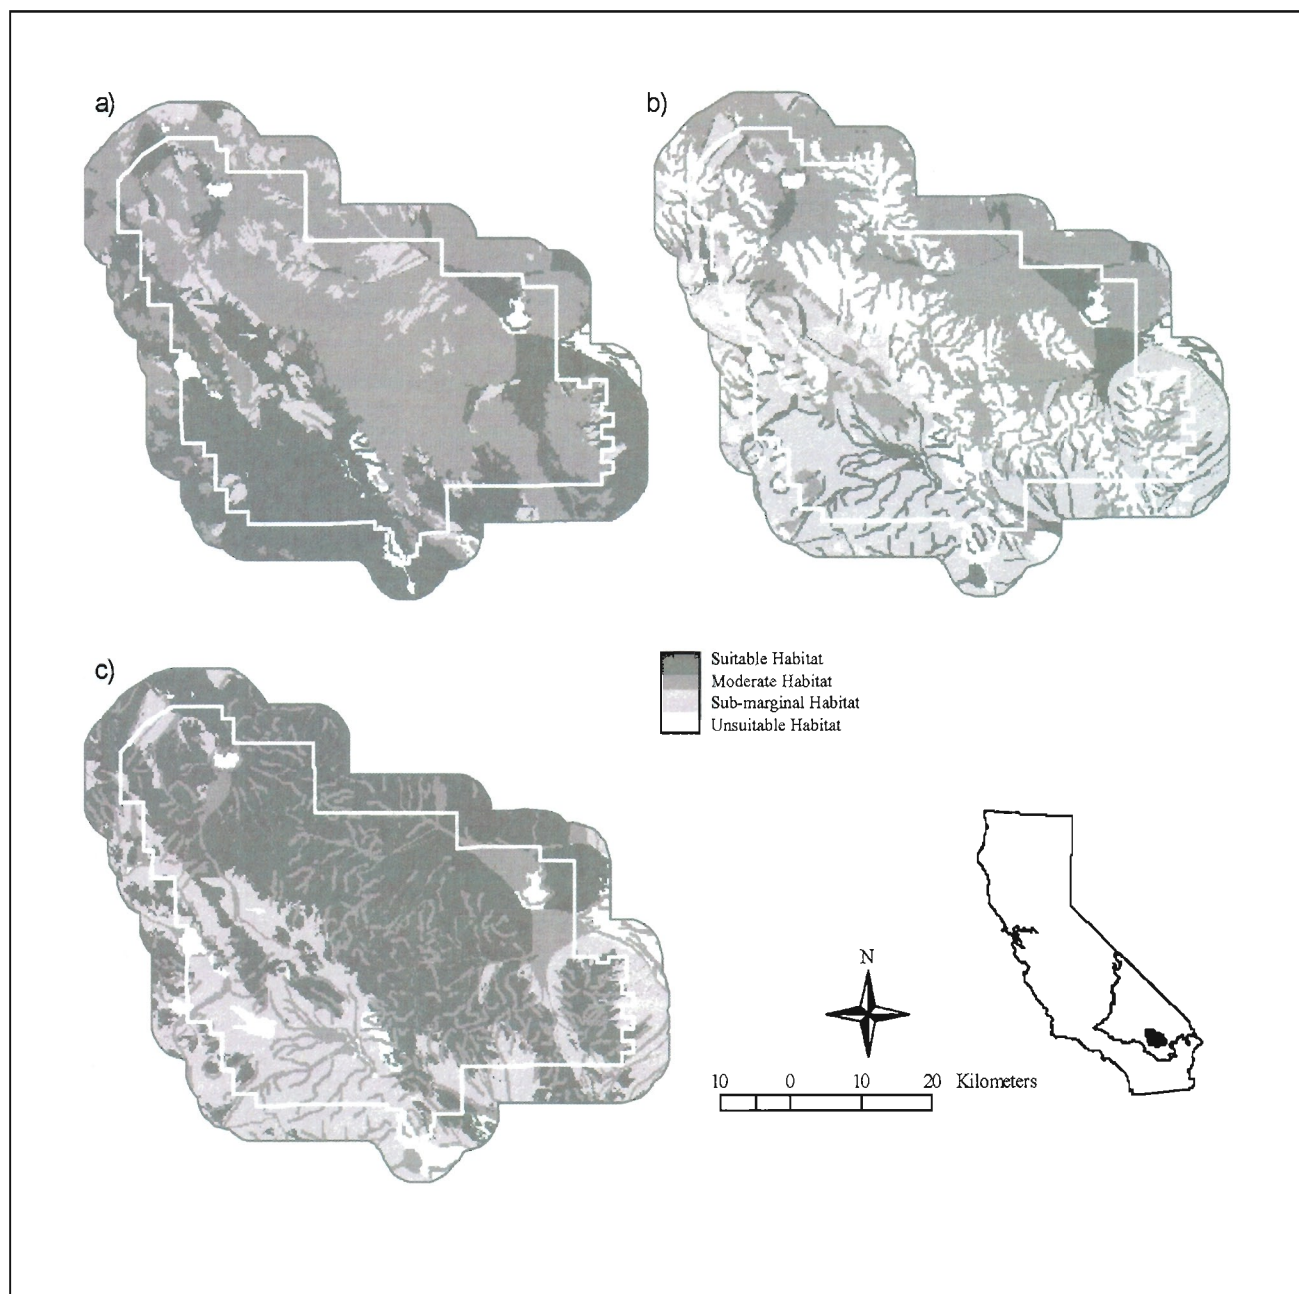 a)
b)
c)
Suitable Habitat
Moderate Habitat
Sub-marginal Habitat
Unsuitable Habitat
N
10 0 10 20 Kilometers